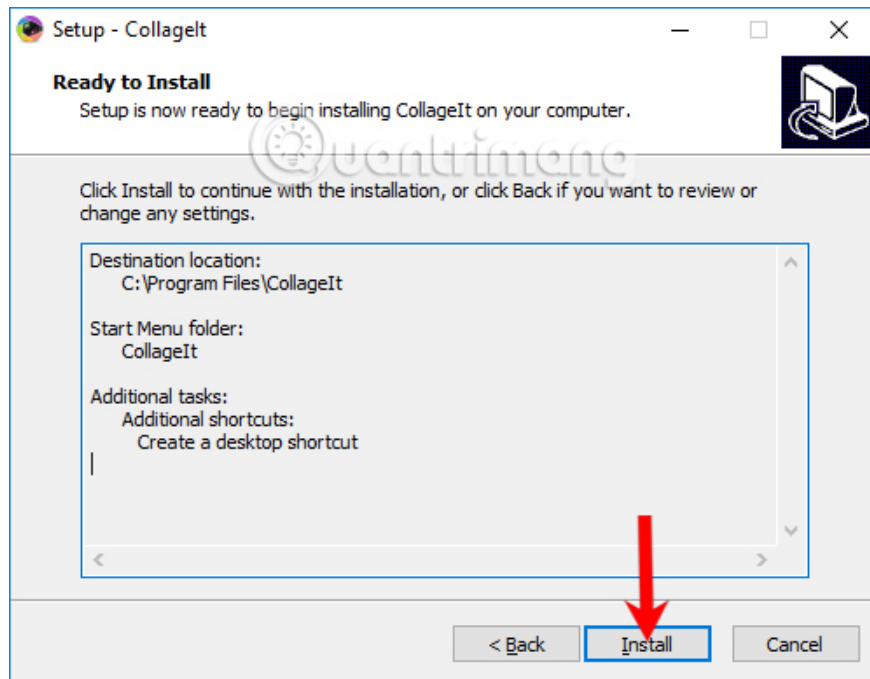 Setup - CollageIt
Ready to Install
Setup is now ready to begin installing CollageIt on your computer.
Quantrimang
Click Install to continue with the installation, or click Back if you want to review or
change any settings.
Destination location:
C:\Program Files\CollageIt
Start Menu folder:
CollageIt
Additional tasks:
Additional shortcuts:
Create a desktop shortcut
< Back
Install
Cancel